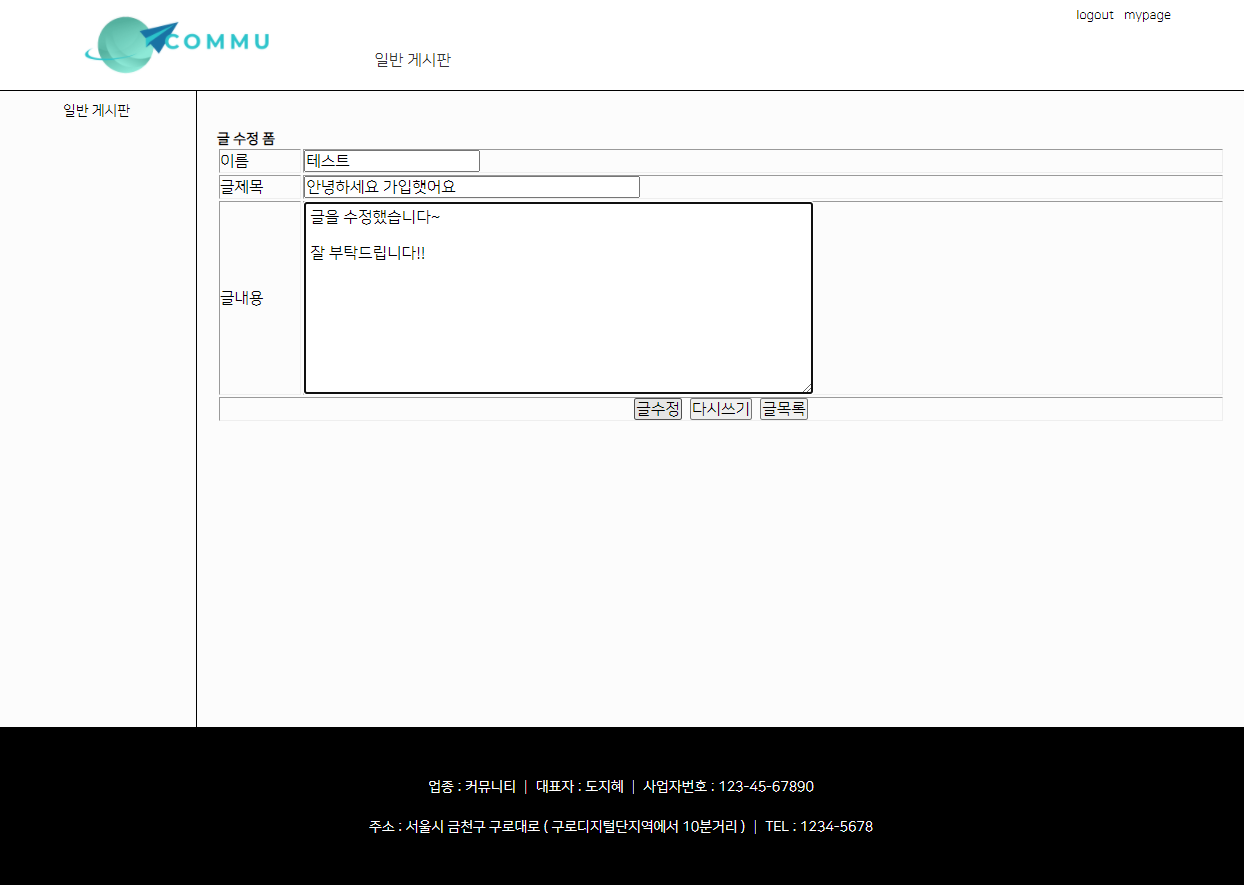 COMMU
logout mypage
일반 게시판
일반 게시판
글 수정 폼
이름 테스트
글제목 안녕하세요 가입햇어요
글내용
글을 수정했습니다~
잘 부탁드립니다!!
글수정 다시쓰기 글목록
업종 : 커뮤니티 | 대표자 : 도지혜 | 사업자번호 : 123-45-67890
주소 : 서울시 금천구 구로대로 ( 구로디지털단지역에서 10분거리 ) | TEL : 1234-5678